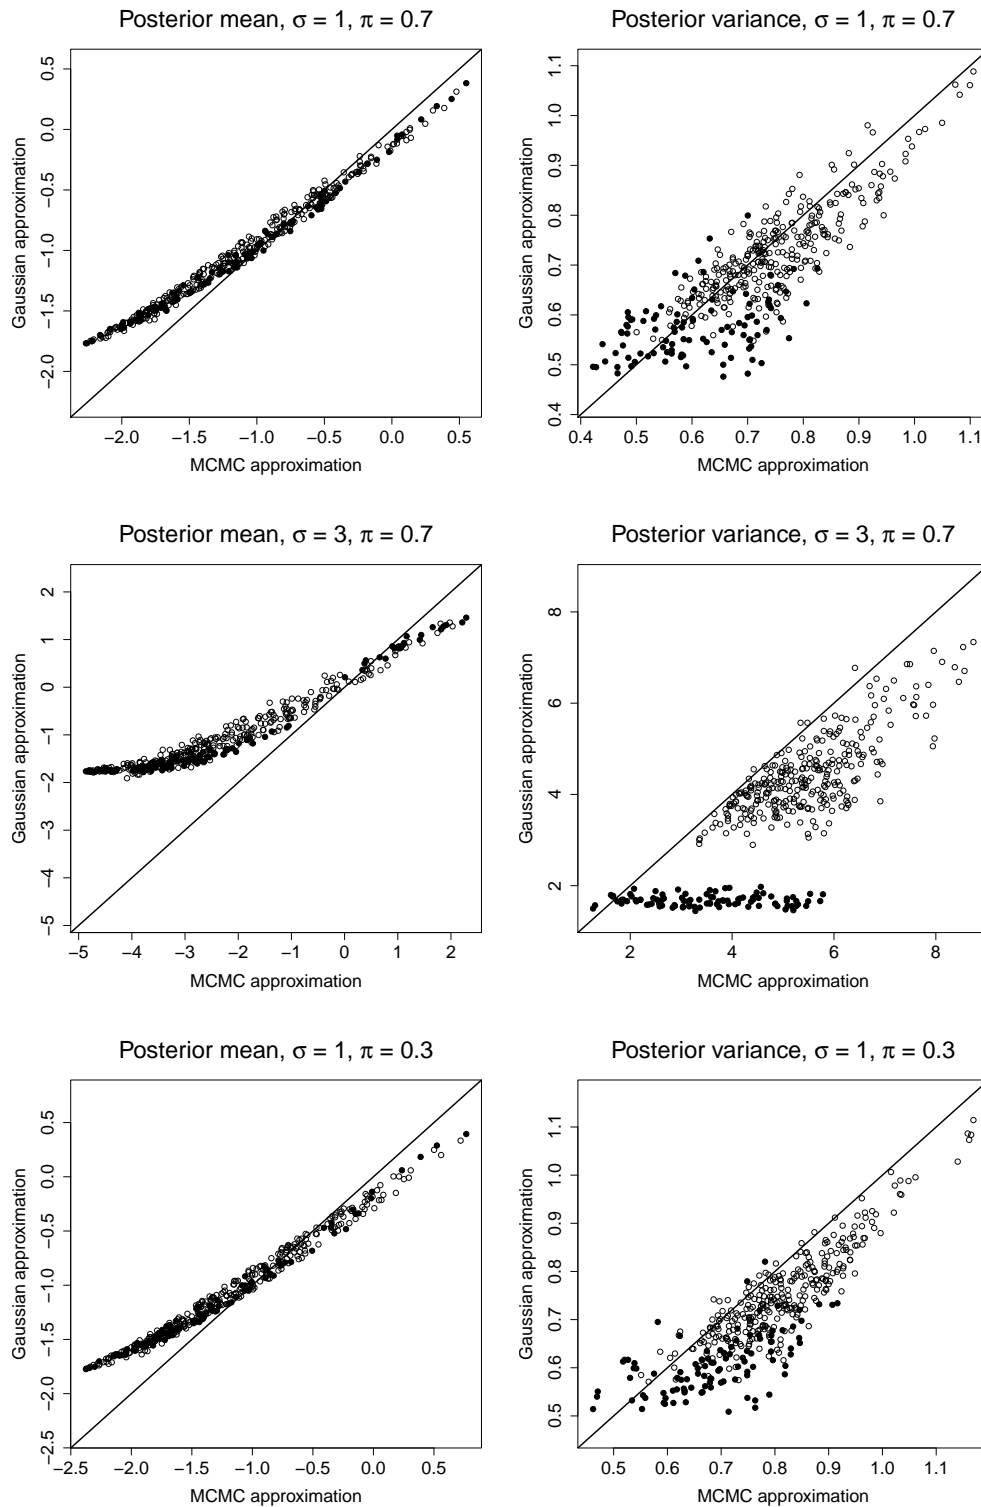 Posterior mean, σ = 1, π = 0.7
Gaussian approximation
0.5
0.0
−0.5
−1.0
−1.5
−2.0
−2.0 −1.5 −1.0 −0.5 0.0 0.5
MCMC approximation
Posterior variance, σ = 1, π = 0.7
Gaussian approximation
1.1
1.0
0.9
0.8
0.7
0.6
0.5
0.4
0.4 0.5 0.6 0.7 0.8 0.9 1.0 1.1
MCMC approximation
Posterior mean, σ = 3, π = 0.7
Gaussian approximation
2
1
0
−1
−2
−3
−4
−5
−5 −4 −3 −2 −1 0 1 2
MCMC approximation
Posterior variance, σ = 3, π = 0.7
Gaussian approximation
8
6
4
2
2 4 6 8
MCMC approximation
Posterior mean, σ = 1, π = 0.3
Gaussian approximation
0.5
0.0
−0.5
−1.0
−1.5
−2.0
−2.5
−2.5 −2.0 −1.5 −1.0 −0.5 0.0 0.5
MCMC approximation
Posterior variance, σ = 1, π = 0.3
Gaussian approximation
1.1
1.0
0.9
0.8
0.7
0.6
0.5
0.5 0.6 0.7 0.8 0.9 1.0 1.1
MCMC approximation